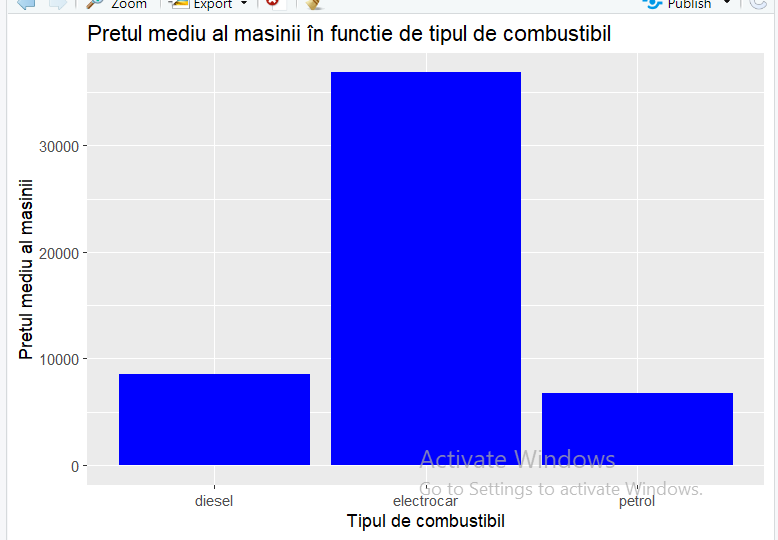 Zoom Export Publish
Pretul mediu al masinii în functie de tipul de combustibil
Pretul mediu al masinii
30000
20000
10000
0
diesel electrocar petrol
Tipul de combustibil
Activate Windows
Go to Settings to activate Windows.